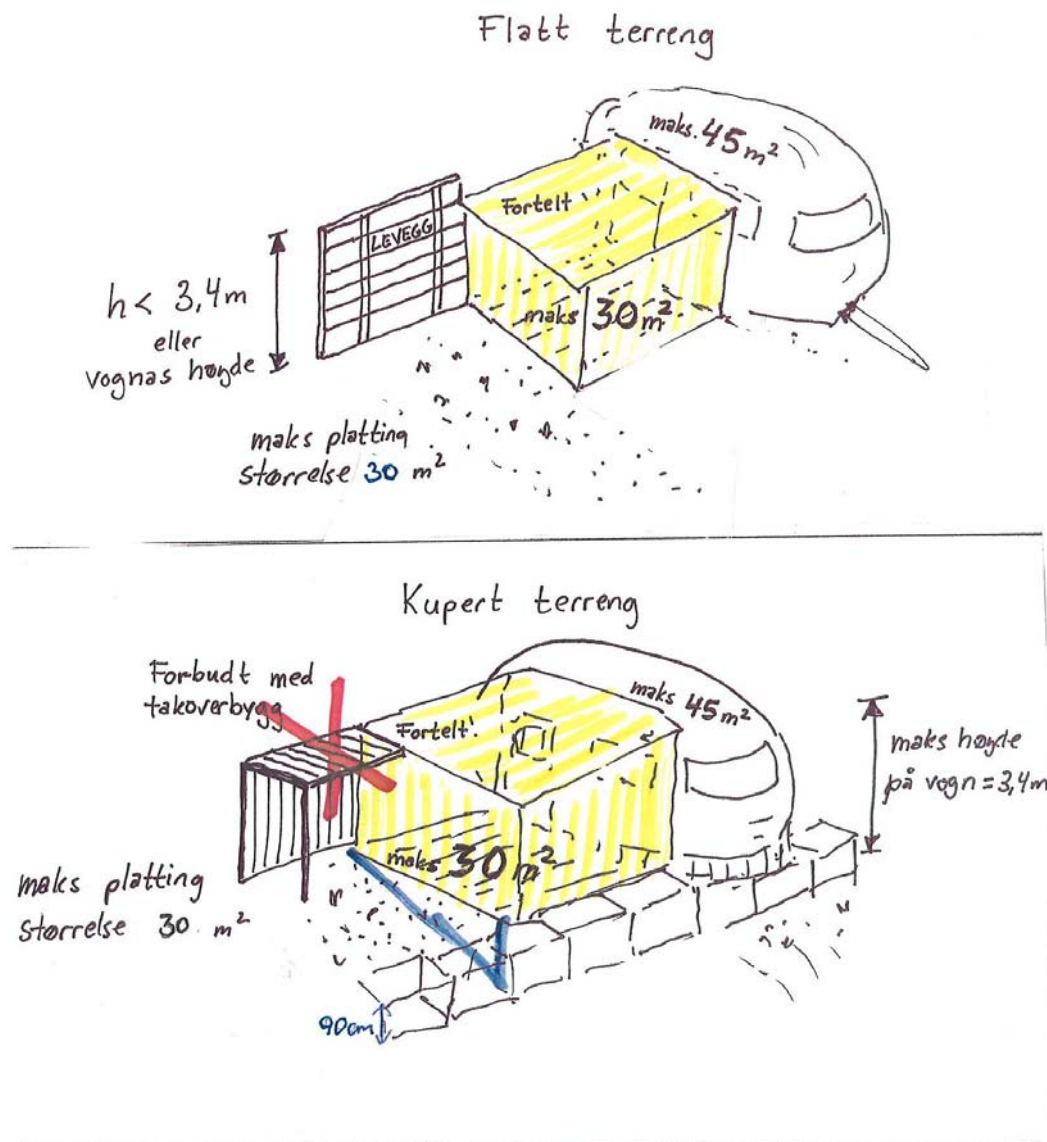 Flatt terreng
maks. 45 m²
Fortelt
LEVEGG
h < 3,4m
eller
vognas høyde
maks 30 m²
maks platting
størrelse 30 m²
Kupert terreng
Forbudt med
takoverbygg
maks 45 m²
Fortelt
maks høyde
på vogn = 3,4m
maks 30 m²
maks platting
størrelse 30 m²
90cm